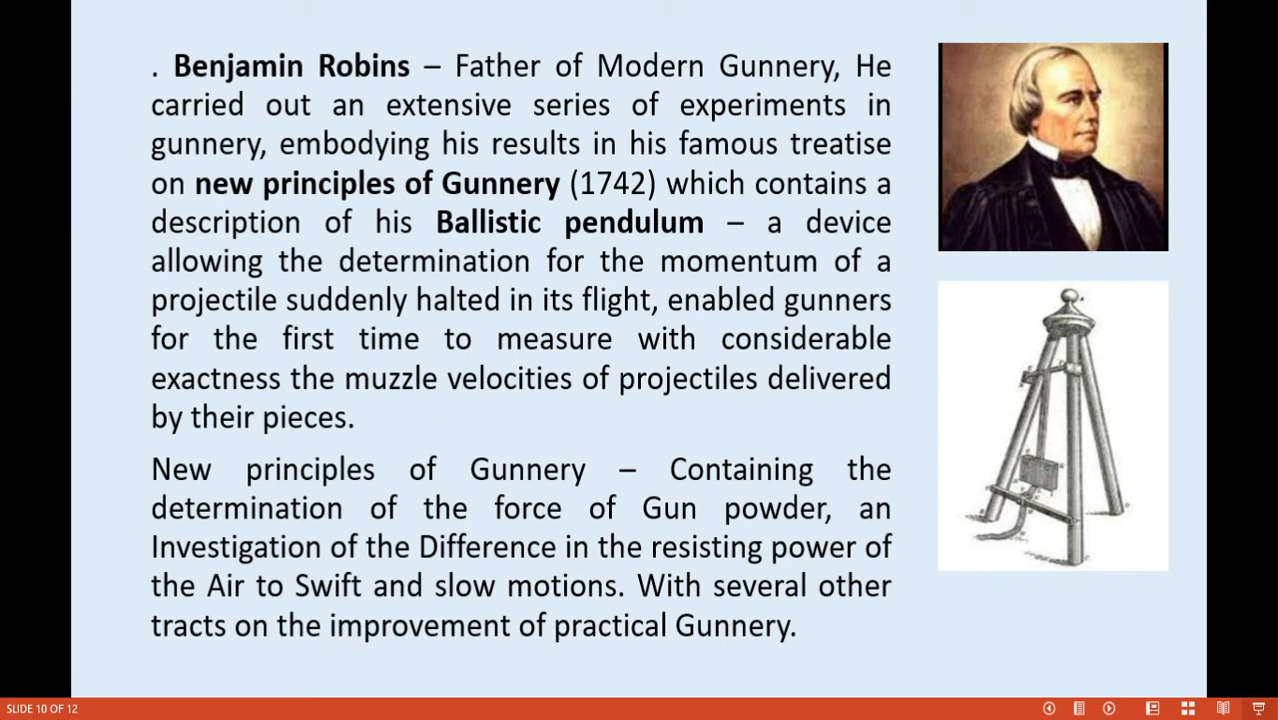 . Benjamin Robins – Father of Modern Gunnery, He
carried out an extensive series of experiments in
gunnery, embodying his results in his famous treatise
on new principles of Gunnery (1742) which contains a
description of his Ballistic pendulum – a device
allowing the determination for the momentum of a
projectile suddenly halted in its flight, enabled gunners
for the first time to measure with considerable
exactness the muzzle velocities of projectiles delivered
by their pieces.
New principles of Gunnery – Containing the
determination of the force of Gun powder, an
Investigation of the Difference in the resisting power of
the Air to Swift and slow motions. With several other
tracts on the improvement of practical Gunnery.
SLIDE 10 OF 12